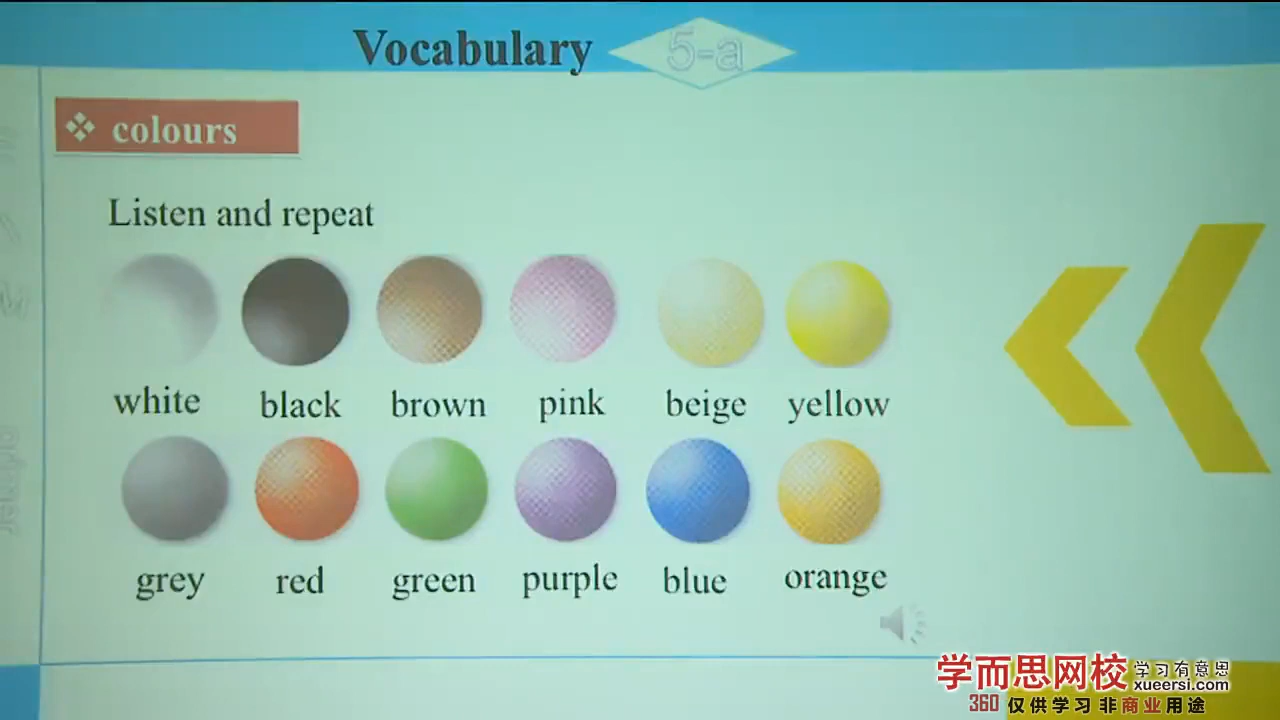 Vocabulary 5-a
colours
Listen and repeat
white black brown pink beige yellow
grey red green purple blue orange
学而思网校 学习有意思
xueersi.com
360 仅供学习 非商业用途